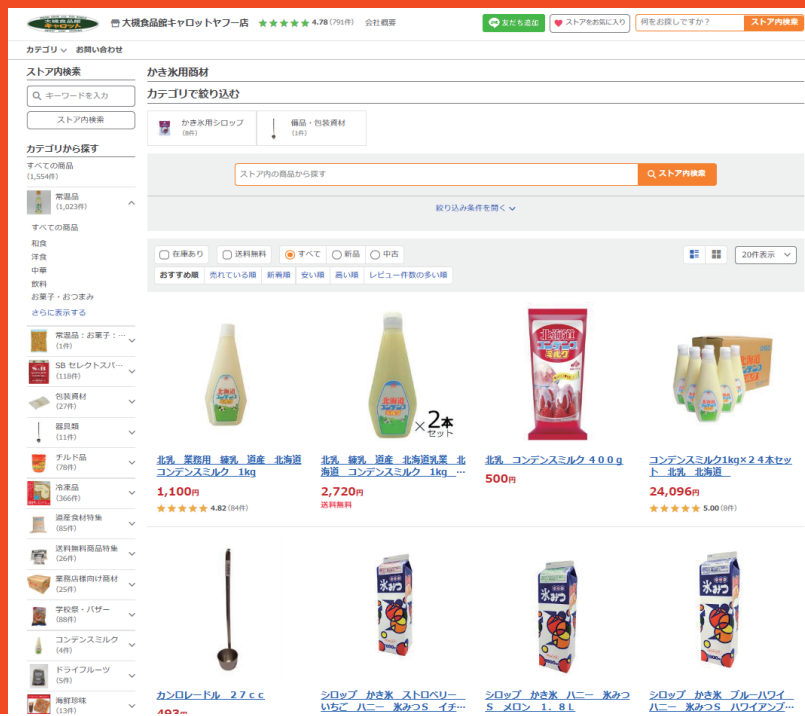 大槻食品館
キャロット
大槻食品館キャロットヤフー店 ★★★★★ 4.78 (791件) 会社概要
友だち追加
ストアをお気に入り
何をお探しですか？
ストア内検索
カテゴリ お問い合わせ
ストア内検索
キーワードを入力
ストア内検索
カテゴリから探す
すべての商品
(1,554件)
常温品
(1,023件)
すべての商品
和食
洋食
中華
飲料
お菓子・おつまみ
さらに表示する
常温品：お菓子：…
(1件)
SB セレクトスパ…
(118件)
包装資材
(27件)
器具類
(11件)
チルド品
(78件)
冷凍品
(366件)
道産食材特集
(85件)
送料無料商品特集
(26件)
業務店様向け商材
(25件)
学校祭・バザー
(88件)
コンデンスミルク
(4件)
ドライフルーツ
(5件)
海鮮珍味
(13件)
かき氷用商材
カテゴリで絞り込む
かき氷用シロップ
(8件)
備品・包装資材
(1件)
ストア内の商品から探す
ストア内検索
絞り込み条件を開く
在庫あり 送料無料 すべて 新品 中古
20件表示
おすすめ順 売れている順 新着順 安い順 高い順 レビュー件数の多い順
×2本
セット
北乳 業務用 練乳 道産 北海道
コンデンスミルク 1kg
1,100円
★★★★★ 4.82 (84件)
北乳 練乳 道産 北海道乳業 北
海道 コンデンスミルク 1kg …
2,720円
送料無料
北海道
コンデンス
ミルク
北乳 コンデンスミルク ４００ｇ
500円
コンデンスミルク1kg×２４本セッ
ト 北乳 北海道
24,096円
★★★★★ 5.00 (8件)
カンロレードル ２７ｃｃ
493円
氷みつ
シロップ かき氷 ストロベリー
いちご ハニー 氷みつＳ イチ…
氷みつ
シロップ かき氷 ハニー 氷みつ
Ｓ メロン １．８Ｌ
氷みつ
シロップ かき氷 ブルーハワイ
ハニー 氷みつＳ ハワイアンブ…